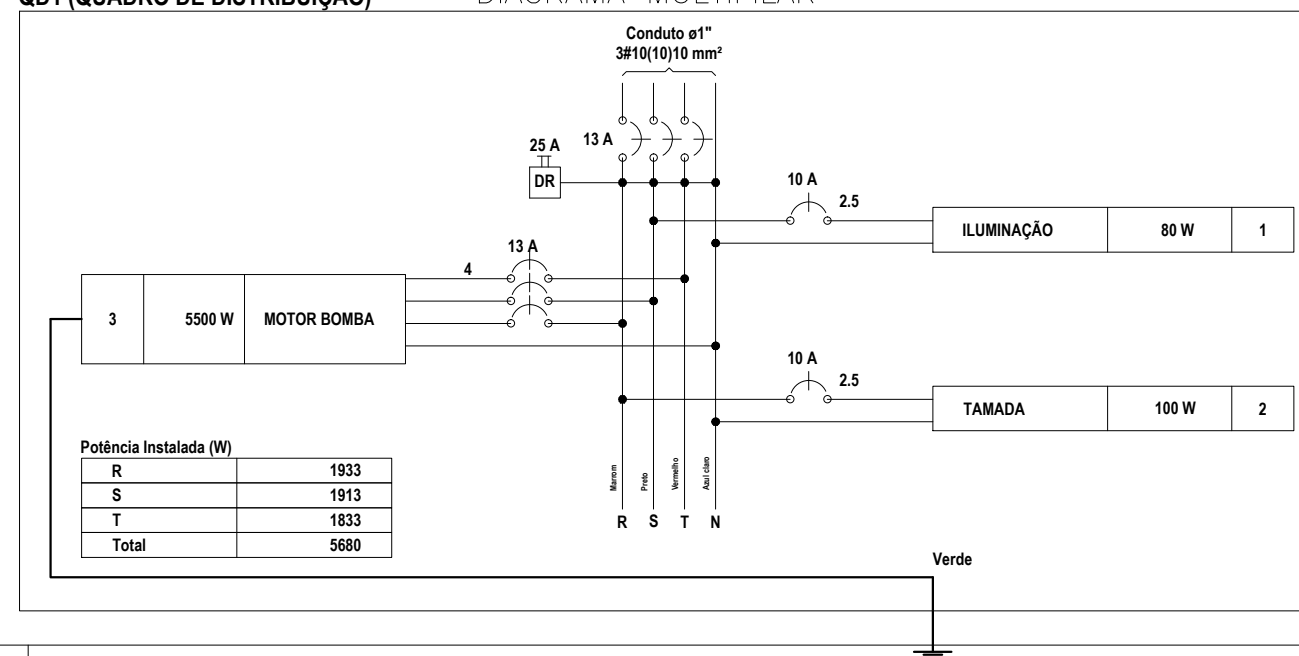 QD1 (QUADRO DE DISTRIBUIÇÃO)
DIAGRAMA MULTIFILAR
Conduto ø1"
3#10(10)10 mm²
13 A
25 A
DR
10 A
2.5
ILUMINAÇÃO 80 W 1
13 A
4
3 5500 W MOTOR BOMBA
10 A
2.5
TAMADA 100 W 2
Potência Instalada (W)
R 1933
S 1913
T 1833
Total 5680
Marrom
Preto
Vermelho
Azul claro
R S T N
Verde